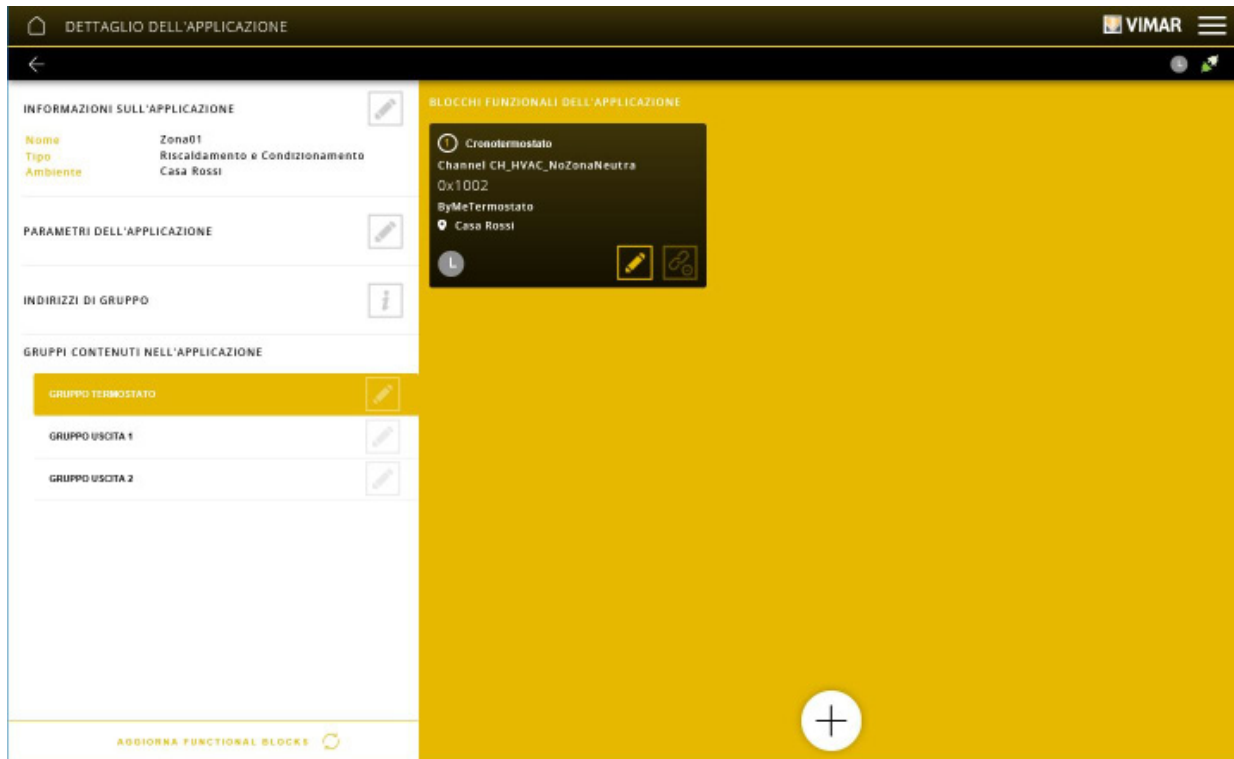 DETTAGLIO DELL'APPLICAZIONE
VIMAR
L
INFORMAZIONI SULL'APPLICAZIONE
Nome Zona01
Tipo Riscaldamento e Condizionamento
Ambiente Casa Rossi
PARAMETRI DELL'APPLICAZIONE
INDIRIZZI DI GRUPPO
i
GRUPPI CONTENUTI NELL'APPLICAZIONE
GRUPPO TERMOSTATO
GRUPPO USCITA 1
GRUPPO USCITA 2
AGGIORNA FUNCTIONAL BLOCKS
BLOCCHI FUNZIONALI DELL'APPLICAZIONE
1 Cronotermostato
Channel CH_HVAC_NoZonaNeutra
0x1002
ByMeTermostato
Casa Rossi
L